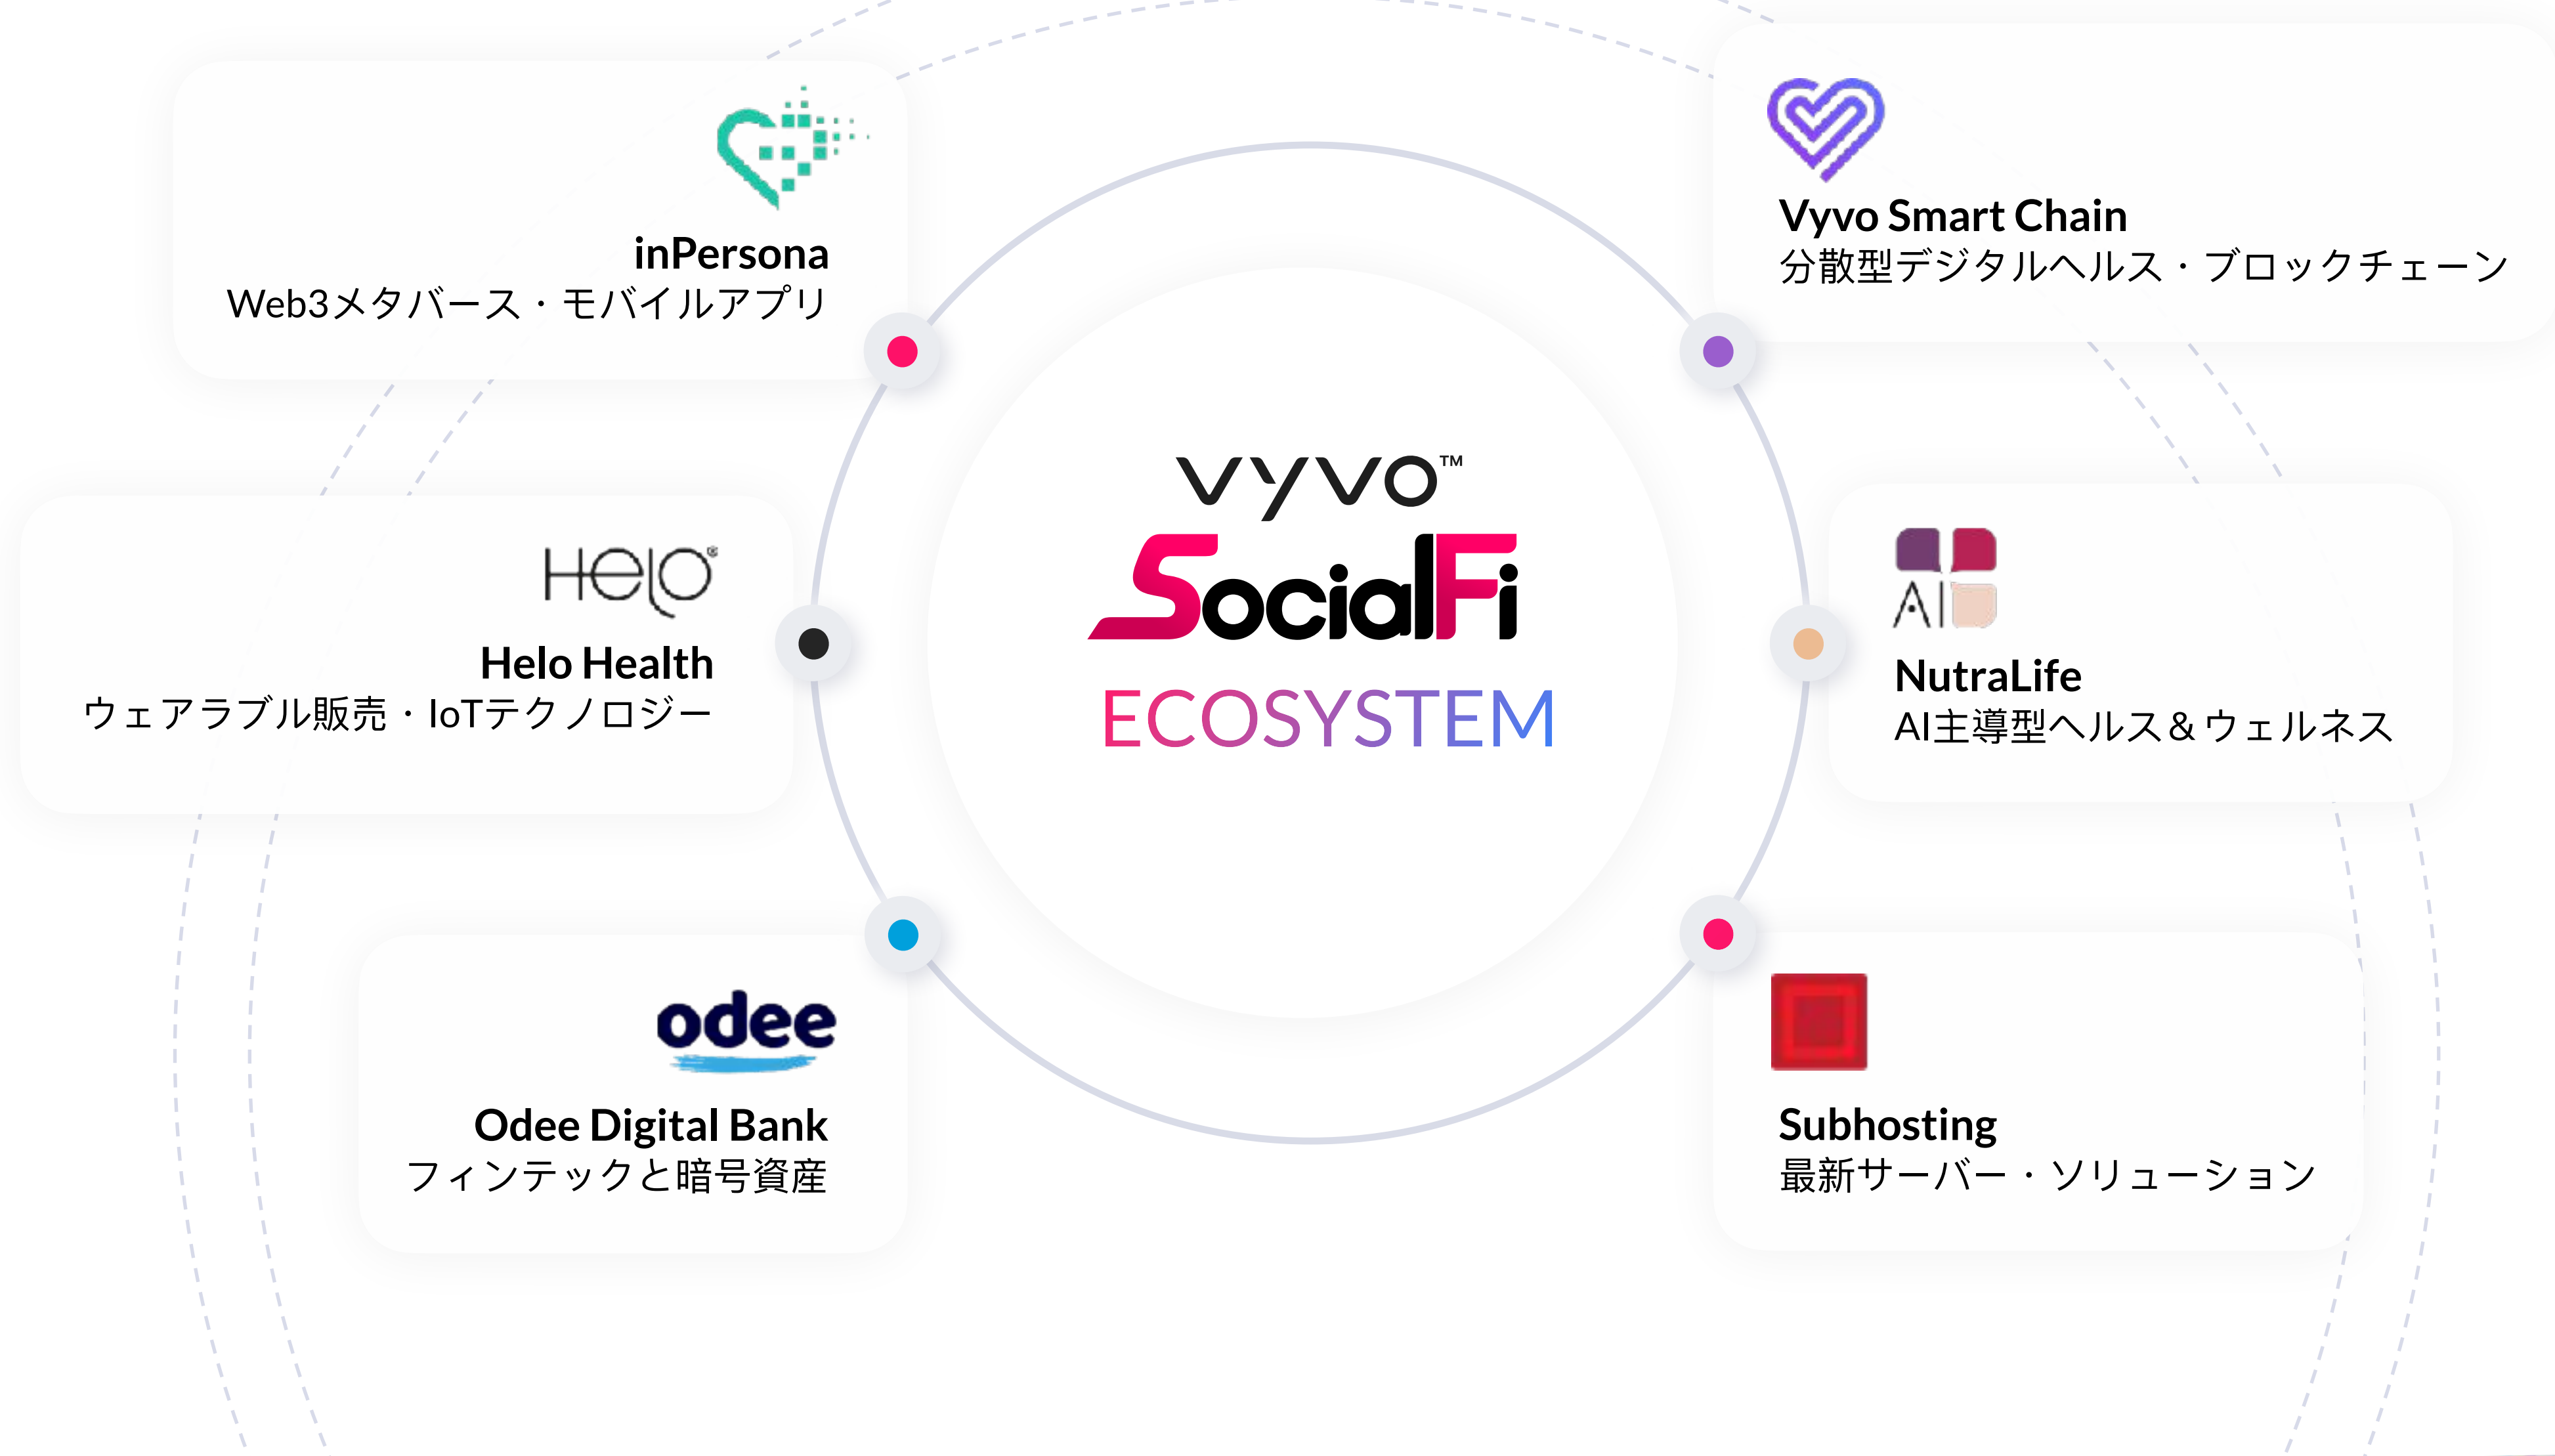 inPersona
Web3メタバース・モバイルアプリ
Helo®
Helo Health
ウェアラブル販売・IoTテクノロジー
odee
Odee Digital Bank
フィンテックと暗号資産
vyvo™
SocialFi
ECOSYSTEM
Vyvo Smart Chain
分散型デジタルヘルス・ブロックチェーン
AI
NutraLife
AI主導型ヘルス＆ウェルネス
Subhosting
最新サーバー・ソリューション